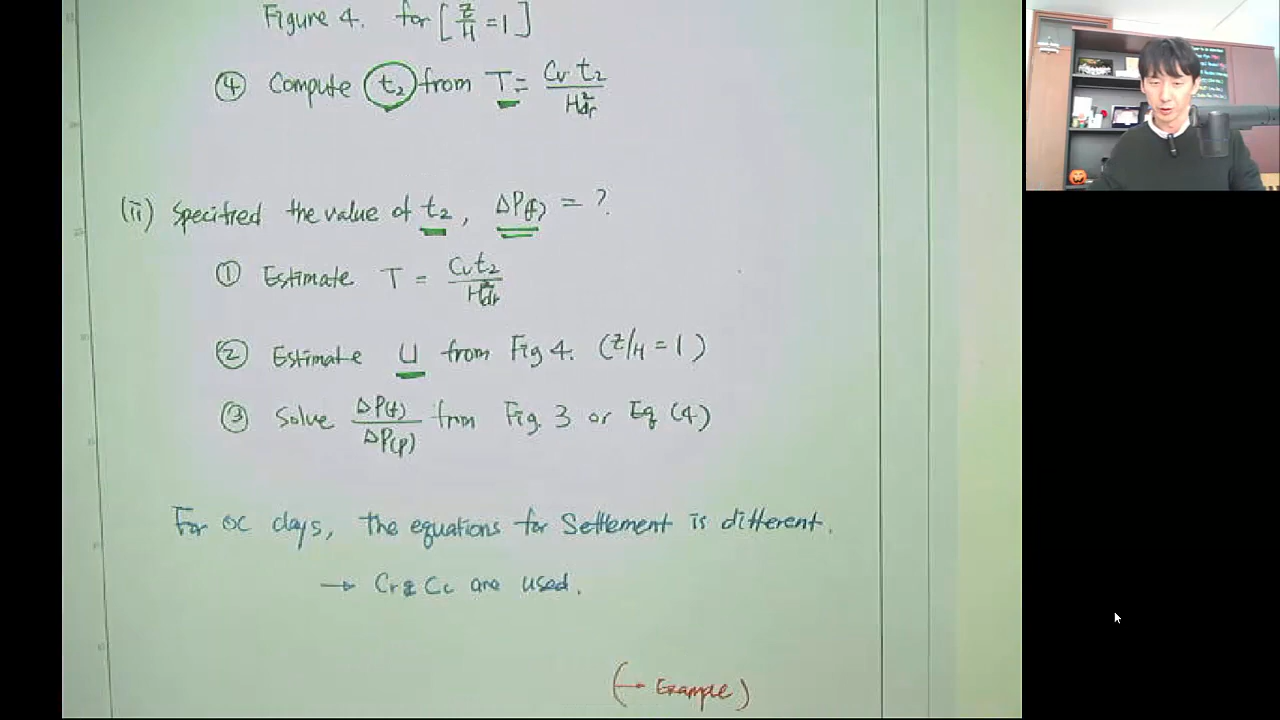 Figure 4. for [z/H = 1]
④ Compute t₂ from T = Cv t₂ / H²dr
(ii) Specified the value of t₂, ΔP(f) = ?
① Estimate T = Cv t₂ / H²dr
② Estimate U from Fig 4. (z/H = 1)
③ Solve ΔP(f) / ΔP(p) from Fig. 3 or Eq (4)
For OC clays, the equations for Settlement is different.
→ Cr & Cc are used.
(→ Example)